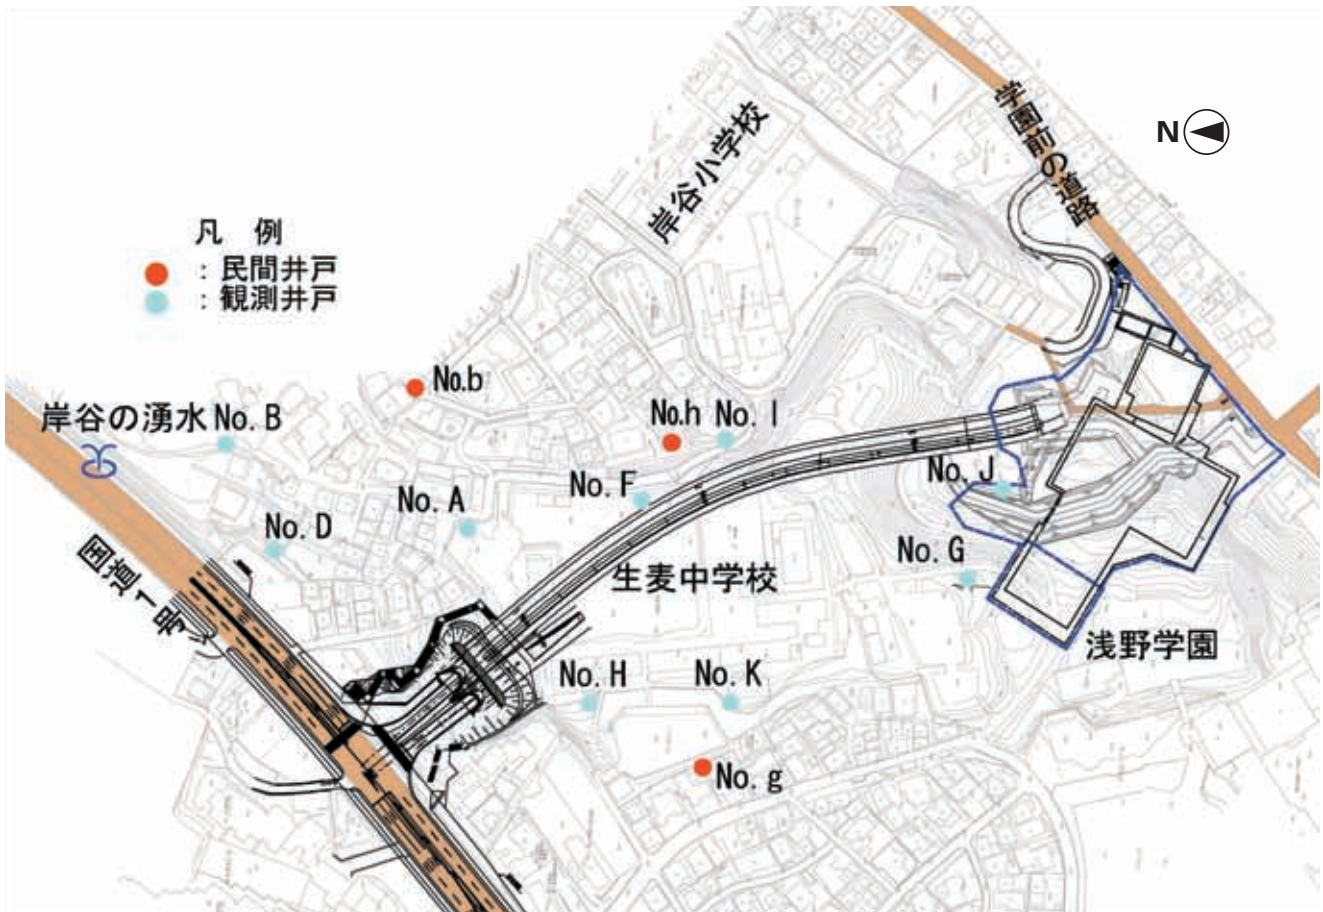 学園前の道路
N
岸谷小学校
凡 例
：民間井戸
：観測井戸
No.b
岸谷の湧水
No. B
No.h
No. I
No. F
No. A
No. J
No. D
No. G
国道1号
生麦中学校
浅野学園
No. H
No. K
No. g